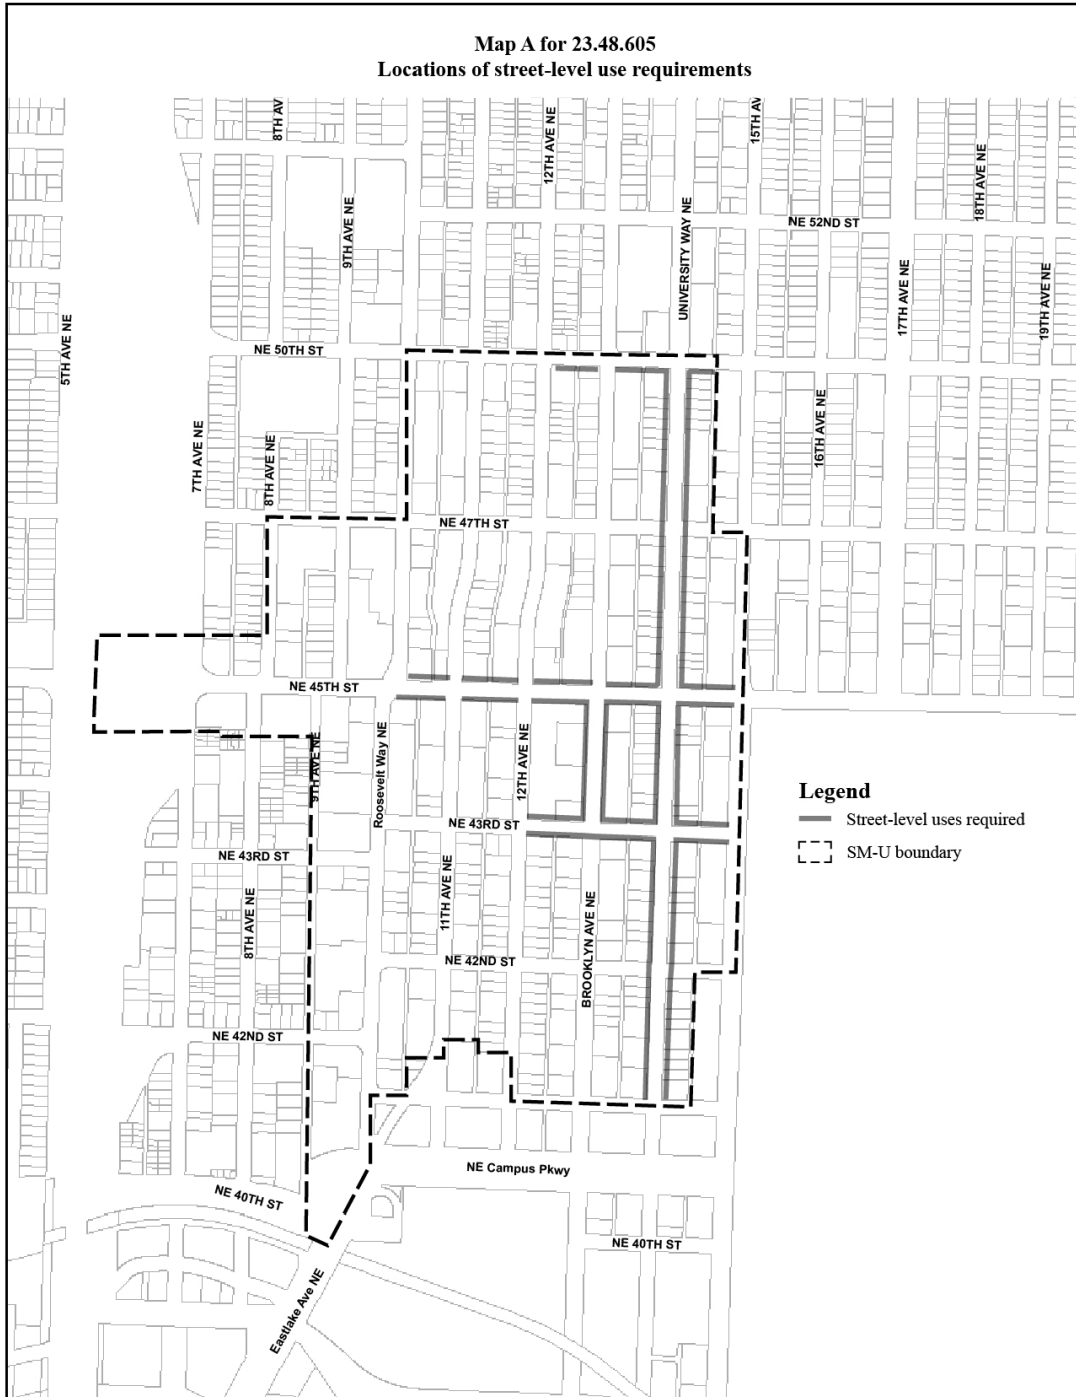 Map A for 23.48.605
Locations of street-level use requirements
8TH AV
12TH AVE NE
15TH AV
18TH AVE NE
9TH AVE NE
UNIVERSITY WAY NE
NE 52ND ST
17TH AVE NE
19TH AVE NE
5TH AVE NE
NE 50TH ST
16TH AVE NE
7TH AVE NE
8TH AVE NE
NE 47TH ST
NE 45TH ST
9TH AVE NE
Roosevelt Way NE
12TH AVE NE
Legend
Street-level uses required
SM-U boundary
NE 43RD ST
NE 43RD ST
11TH AVE NE
8TH AVE NE
BROOKLYN AVE NE
NE 42ND ST
NE 42ND ST
NE Campus Pkwy
NE 40TH ST
NE 40TH ST
Eastlake Ave NE